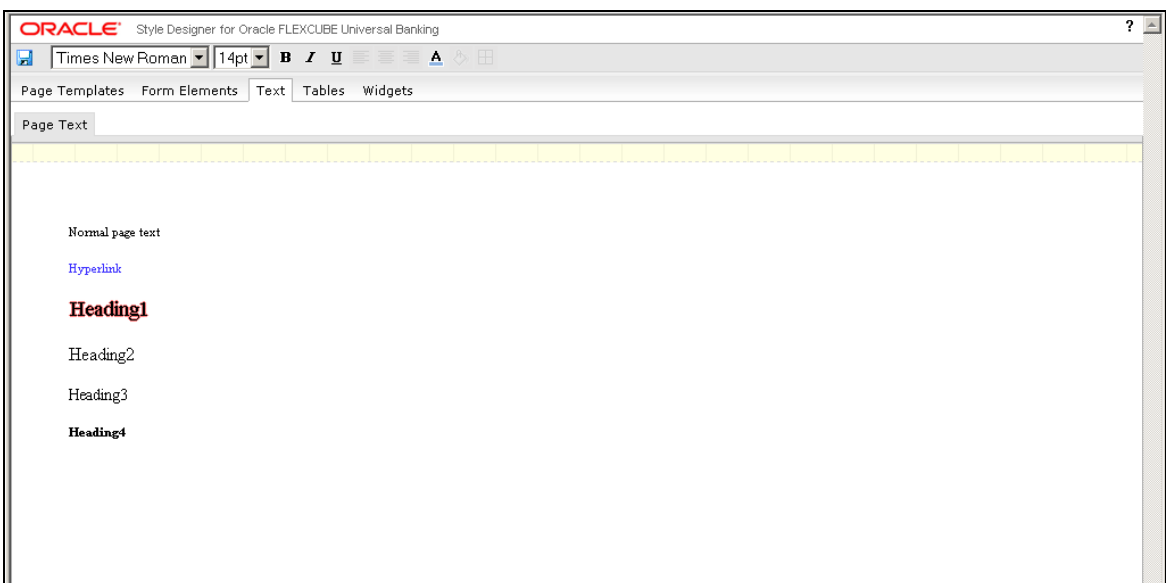 ORACLE Style Designer for Oracle FLEXCUBE Universal Banking ?
Times New Roman 14pt B I U A
Page Templates Form Elements Text Tables Widgets
Page Text
Normal page text
Hyperlink
Heading1
Heading2
Heading3
Heading4